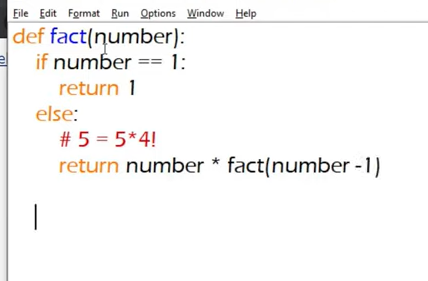 File Edit Format Run Options Window Help
def fact(number):
    if number == 1:
        return 1
    else:
        # 5 = 5*4!
        return number * fact(number -1)